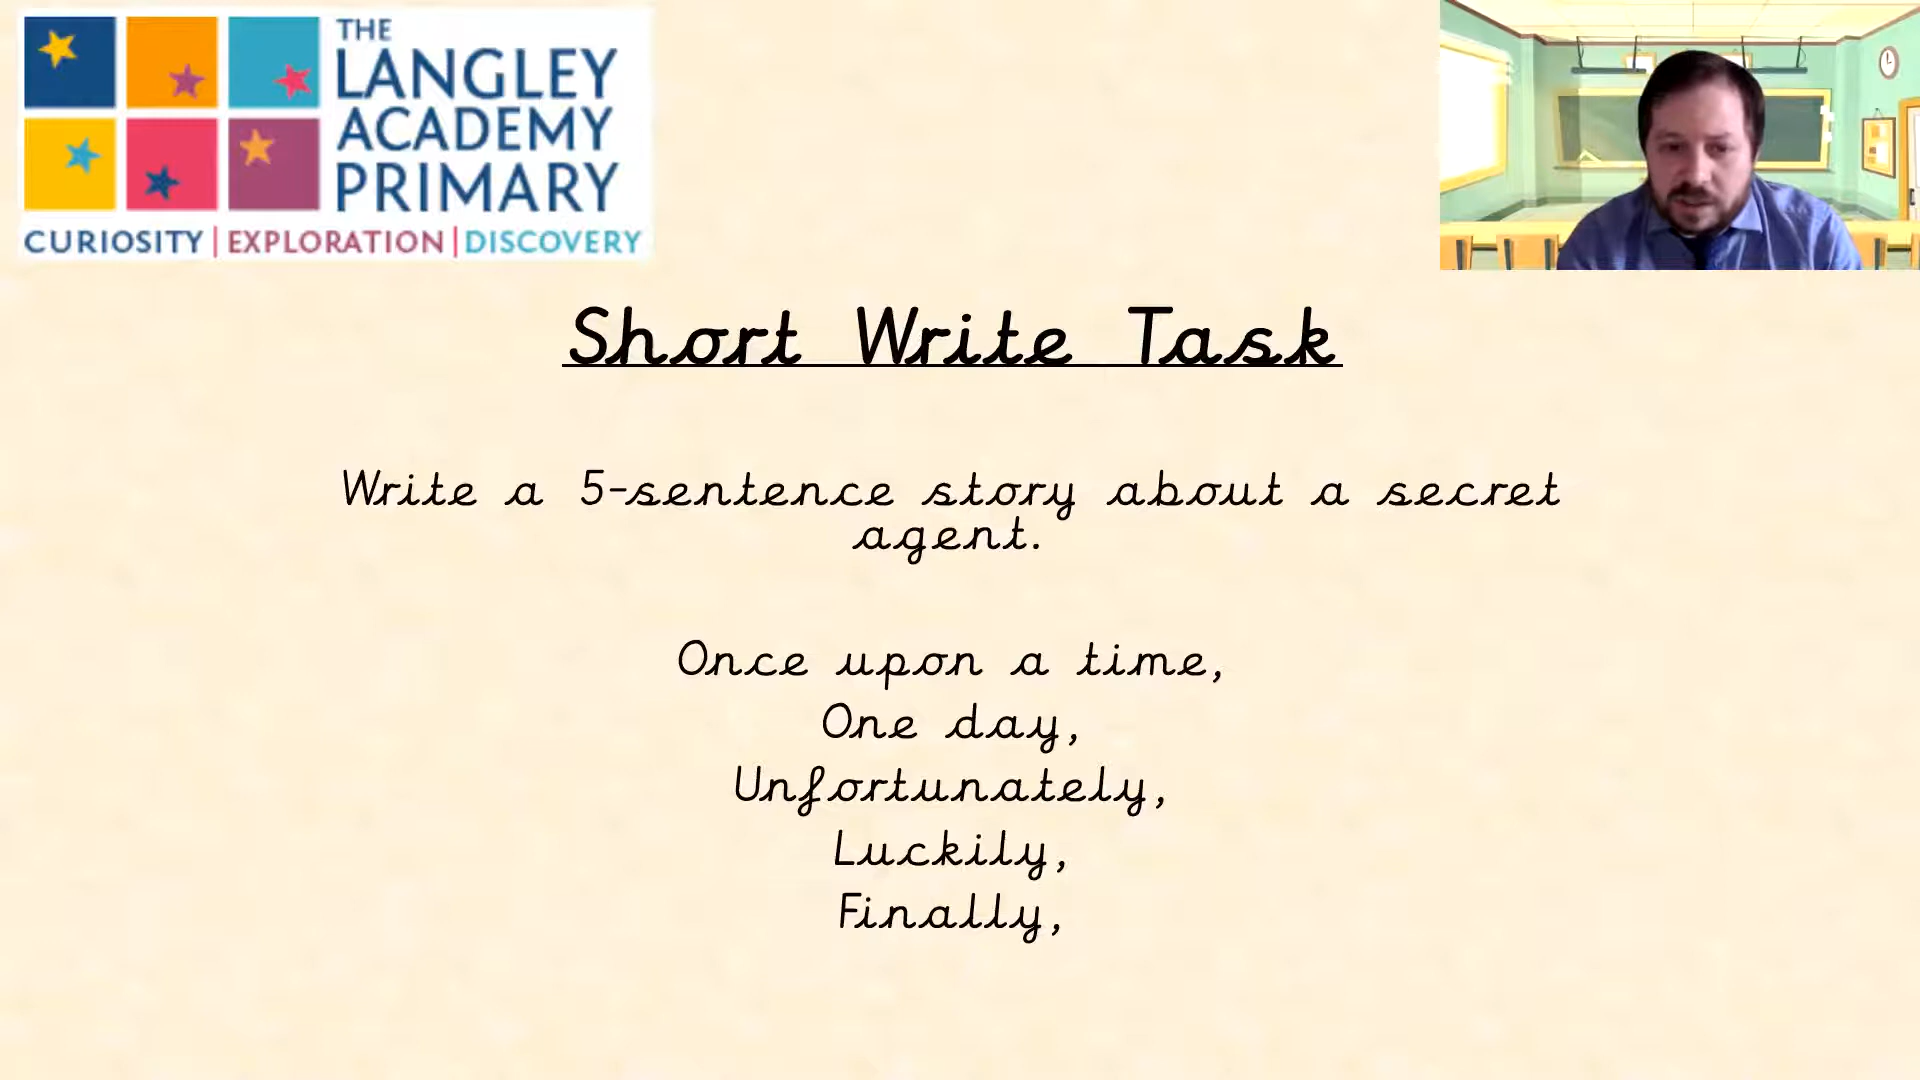 THE
LANGLEY
ACADEMY
PRIMARY
CURIOSITY | EXPLORATION | DISCOVERY
Short Write Task
Write a 5-sentence story about a secret
agent.
Once upon a time,
One day,
Unfortunately,
Luckily,
Finally,